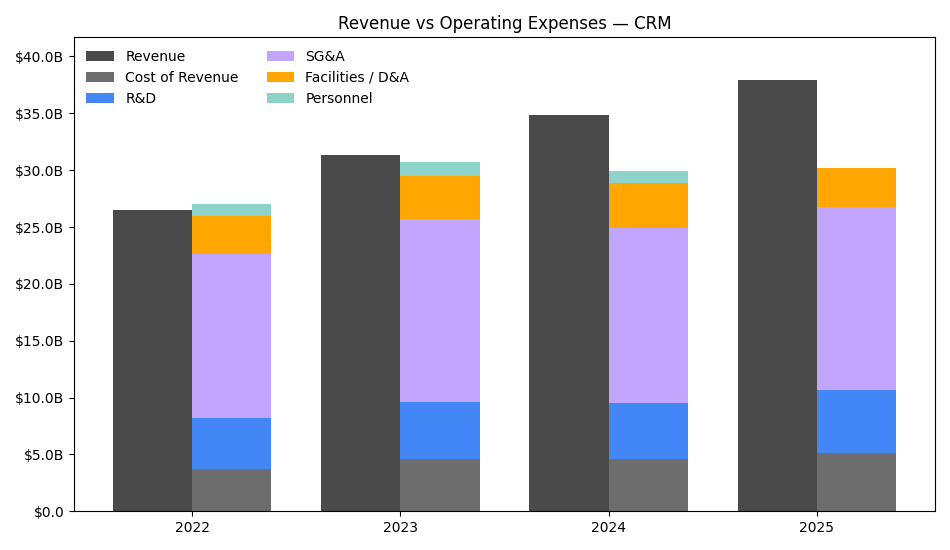 Revenue vs Operating Expenses — CRM
$40.0B
$35.0B
$30.0B
$25.0B
$20.0B
$15.0B
$10.0B
$5.0B
$0.0
Revenue
Cost of Revenue
R&D
SG&A
Facilities / D&A
Personnel
2022
2023
2024
2025